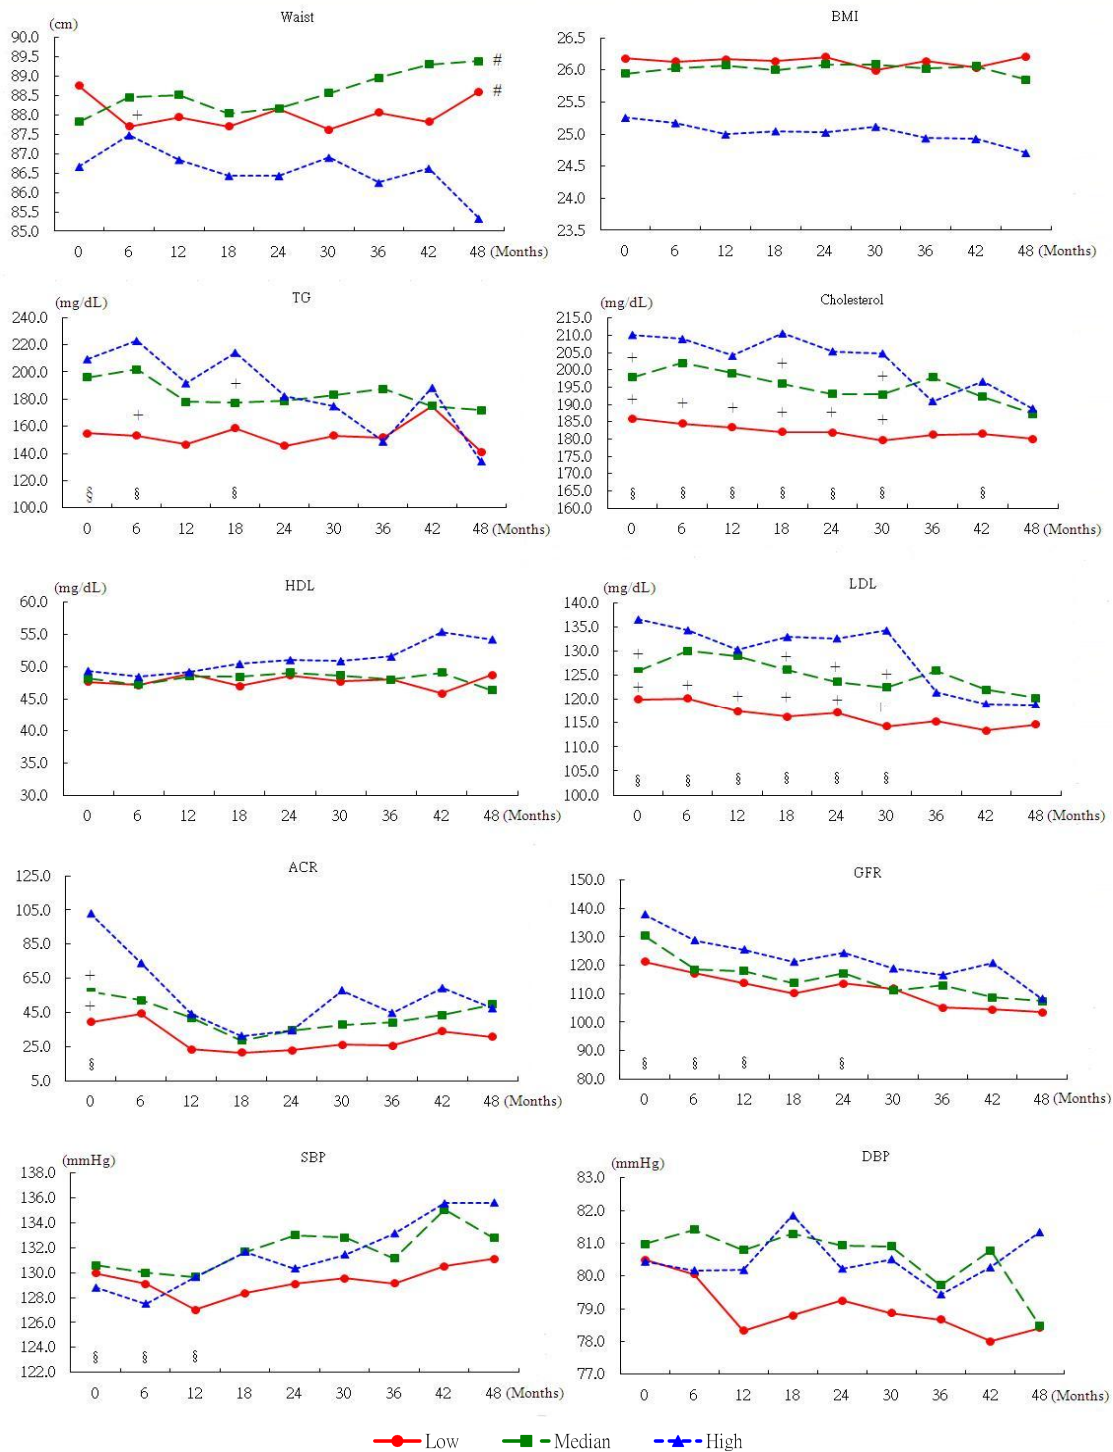 Waist
(cm)
90.0
89.5
89.0
88.5
88.0
87.5
87.0
86.5
86.0
85.5
85.0
#
#
+
0 6 12 18 24 30 36 42 48 (Months)
BMI
26.5
26.0
25.5
25.0
24.5
24.0
23.5
0 6 12 18 24 30 36 42 48 (Months)
TG
(mg/dL)
240.0
220.0
200.0
180.0
160.0
140.0
120.0
100.0
+ +
§ § §
0 6 12 18 24 30 36 42 48 (Months)
Cholesterol
(mg/dL)
215.0
210.0
205.0
200.0
195.0
190.0
185.0
180.0
175.0
170.0
165.0
160.0
+ + +
+ + + + + +
§ § § § § § §
0 6 12 18 24 30 36 42 48 (Months)
HDL
(mg/dL)
60.0
55.0
50.0
45.0
40.0
35.0
30.0
0 6 12 18 24 30 36 42 48 (Months)
LDL
(mg/dL)
140.0
135.0
130.0
125.0
120.0
115.0
110.0
105.0
100.0
+ + + +
+ + + + +
§ § § § § §
0 6 12 18 24 30 36 42 48 (Months)
ACR
125.0
105.0
85.0
65.0
45.0
25.0
5.0
+
+
§
0 6 12 18 24 30 36 42 48 (Months)
GFR
150.0
140.0
130.0
120.0
110.0
100.0
90.0
80.0
§ § § §
0 6 12 18 24 30 36 42 48 (Months)
SBP
(mmHg)
138.0
136.0
134.0
132.0
130.0
128.0
126.0
124.0
122.0
§ § §
0 6 12 18 24 30 36 42 48 (Months)
DBP
(mmHg)
83.0
82.0
81.0
80.0
79.0
78.0
77.0
0 6 12 18 24 30 36 42 48 (Months)
Low Median High